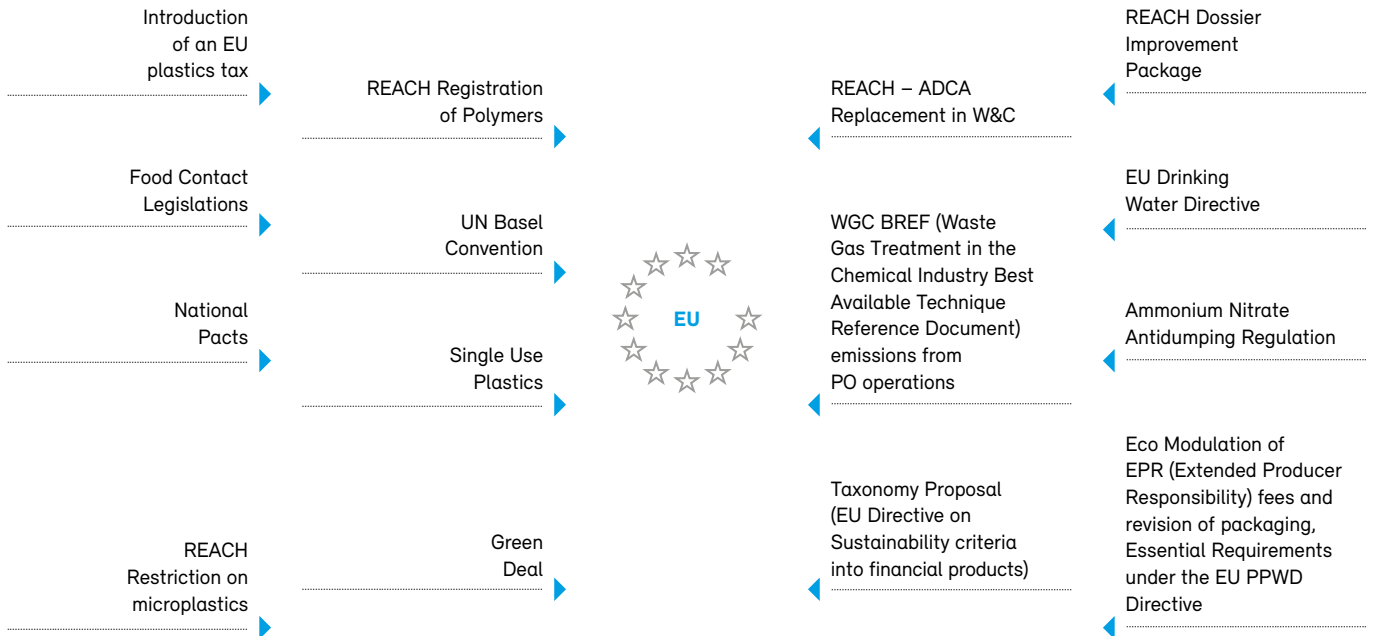 Introduction
of an EU
plastics tax
Food Contact
Legislations
National
Pacts
REACH
Restriction on
microplastics
REACH Registration
of Polymers
UN Basel
Convention
Single Use
Plastics
Green
Deal
EU
REACH – ADCA
Replacement in W&C
WGC BREF (Waste
Gas Treatment in the
Chemical Industry Best
Available Technique
Reference Document)
emissions from
PO operations
Taxonomy Proposal
(EU Directive on
Sustainability criteria
into financial products)
REACH Dossier
Improvement
Package
EU Drinking
Water Directive
Ammonium Nitrate
Antidumping Regulation
Eco Modulation of
EPR (Extended Producer
Responsibility) fees and
revision of packaging,
Essential Requirements
under the EU PPWD
Directive